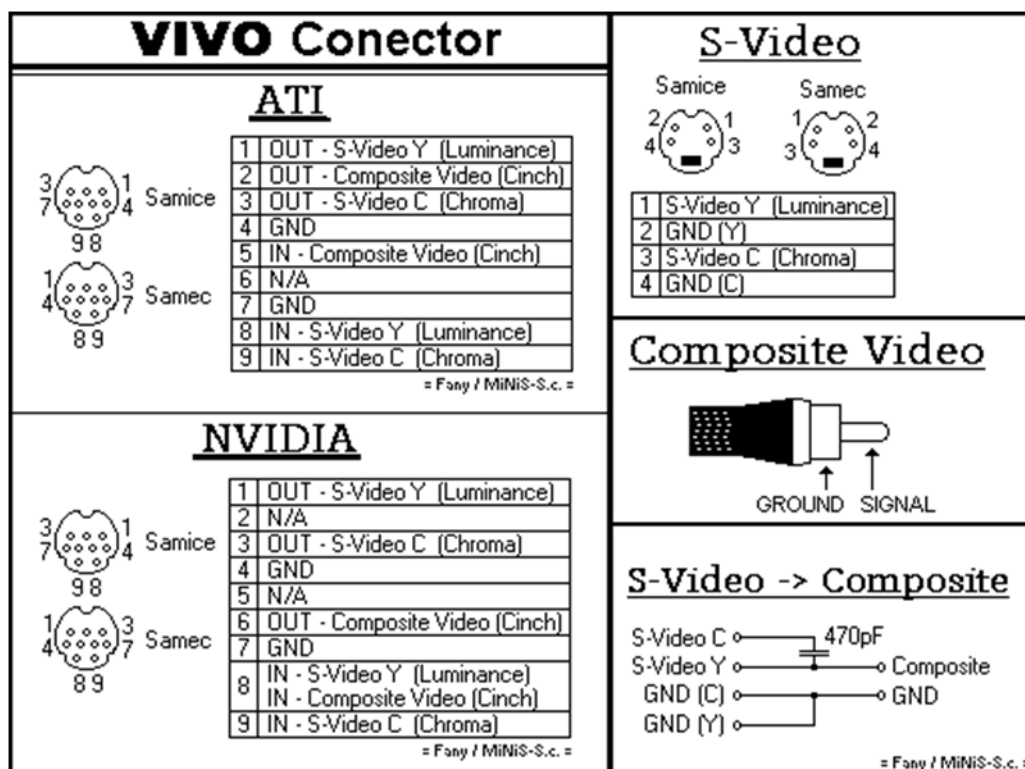 VIVO Conector
ATI
3 1
7 4
Samice
9 8
1 3
4 7
Samec
8 9
1 OUT - S-Video Y (Luminance)
2 OUT - Composite Video (Cinch)
3 OUT - S-Video C (Chroma)
4 GND
5 IN - Composite Video (Cinch)
6 N/A
7 GND
8 IN - S-Video Y (Luminance)
9 IN - S-Video C (Chroma)
= Fany / MiNiS-S.c. =
NVIDIA
3 1
7 4
Samice
9 8
1 3
4 7
Samec
8 9
1 OUT - S-Video Y (Luminance)
2 N/A
3 OUT - S-Video C (Chroma)
4 GND
5 N/A
6 OUT - Composite Video (Cinch)
7 GND
8 IN - S-Video Y (Luminance)
IN - Composite Video (Cinch)
9 IN - S-Video C (Chroma)
= Fany / MiNiS-S.c. =
S-Video
Samice Samec
2 1 1 2
4 3 3 4
1 S-Video Y (Luminance)
2 GND (Y)
3 S-Video C (Chroma)
4 GND (C)
Composite Video
GROUND SIGNAL
S-Video -> Composite
S-Video C 470pF
S-Video Y Composite
GND (C) GND
GND (Y)
= Fany / MiNiS-S.c. =